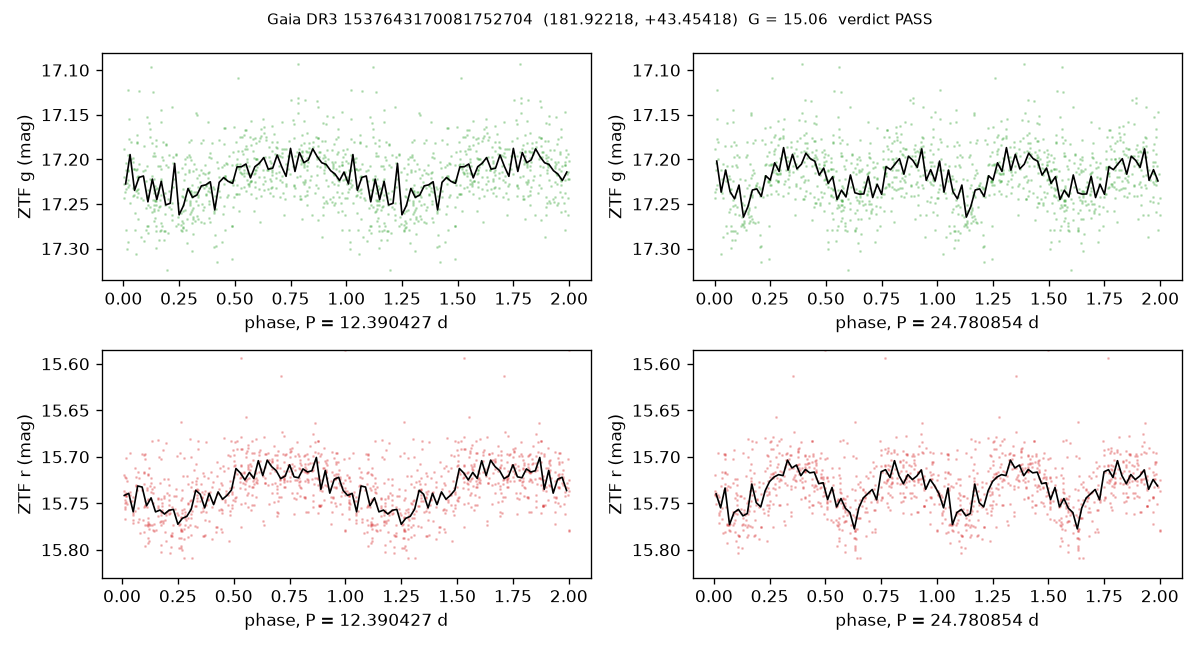 Gaia DR3 1537643170081752704  (181.92218, +43.45418)  G = 15.06  verdict PASS
ZTF g (mag)
17.10
17.15
17.20
17.25
17.30
0.00 0.25 0.50 0.75 1.00 1.25 1.50 1.75 2.00
phase, P = 12.390427 d
ZTF g (mag)
17.10
17.15
17.20
17.25
17.30
0.00 0.25 0.50 0.75 1.00 1.25 1.50 1.75 2.00
phase, P = 24.780854 d
ZTF r (mag)
15.60
15.65
15.70
15.75
15.80
0.00 0.25 0.50 0.75 1.00 1.25 1.50 1.75 2.00
phase, P = 12.390427 d
ZTF r (mag)
15.60
15.65
15.70
15.75
15.80
0.00 0.25 0.50 0.75 1.00 1.25 1.50 1.75 2.00
phase, P = 24.780854 d